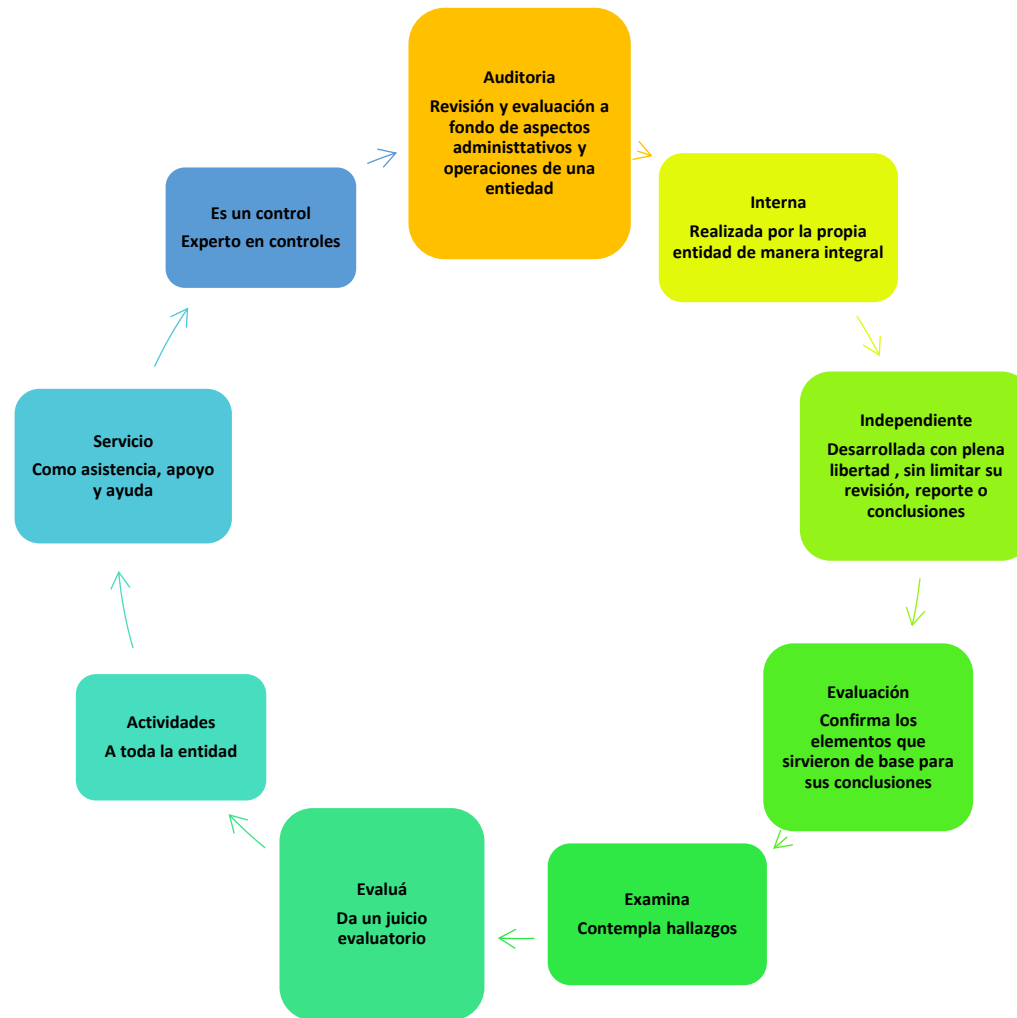 Auditoria
Revisión y evaluación a
fondo de aspectos
administtativos y
operaciones de una
entiedad
Interna
Realizada por la propia
entidad de manera integral
Independiente
Desarrollada con plena
libertad , sin limitar su
revisión, reporte o
conclusiones
Evaluación
Confirma los
elementos que
sirvieron de base para
sus conclusiones
Examina
Contempla hallazgos
Evaluá
Da un juicio
evaluatorio
Actividades
A toda la entidad
Servicio
Como asistencia, apoyo
y ayuda
Es un control
Experto en controles